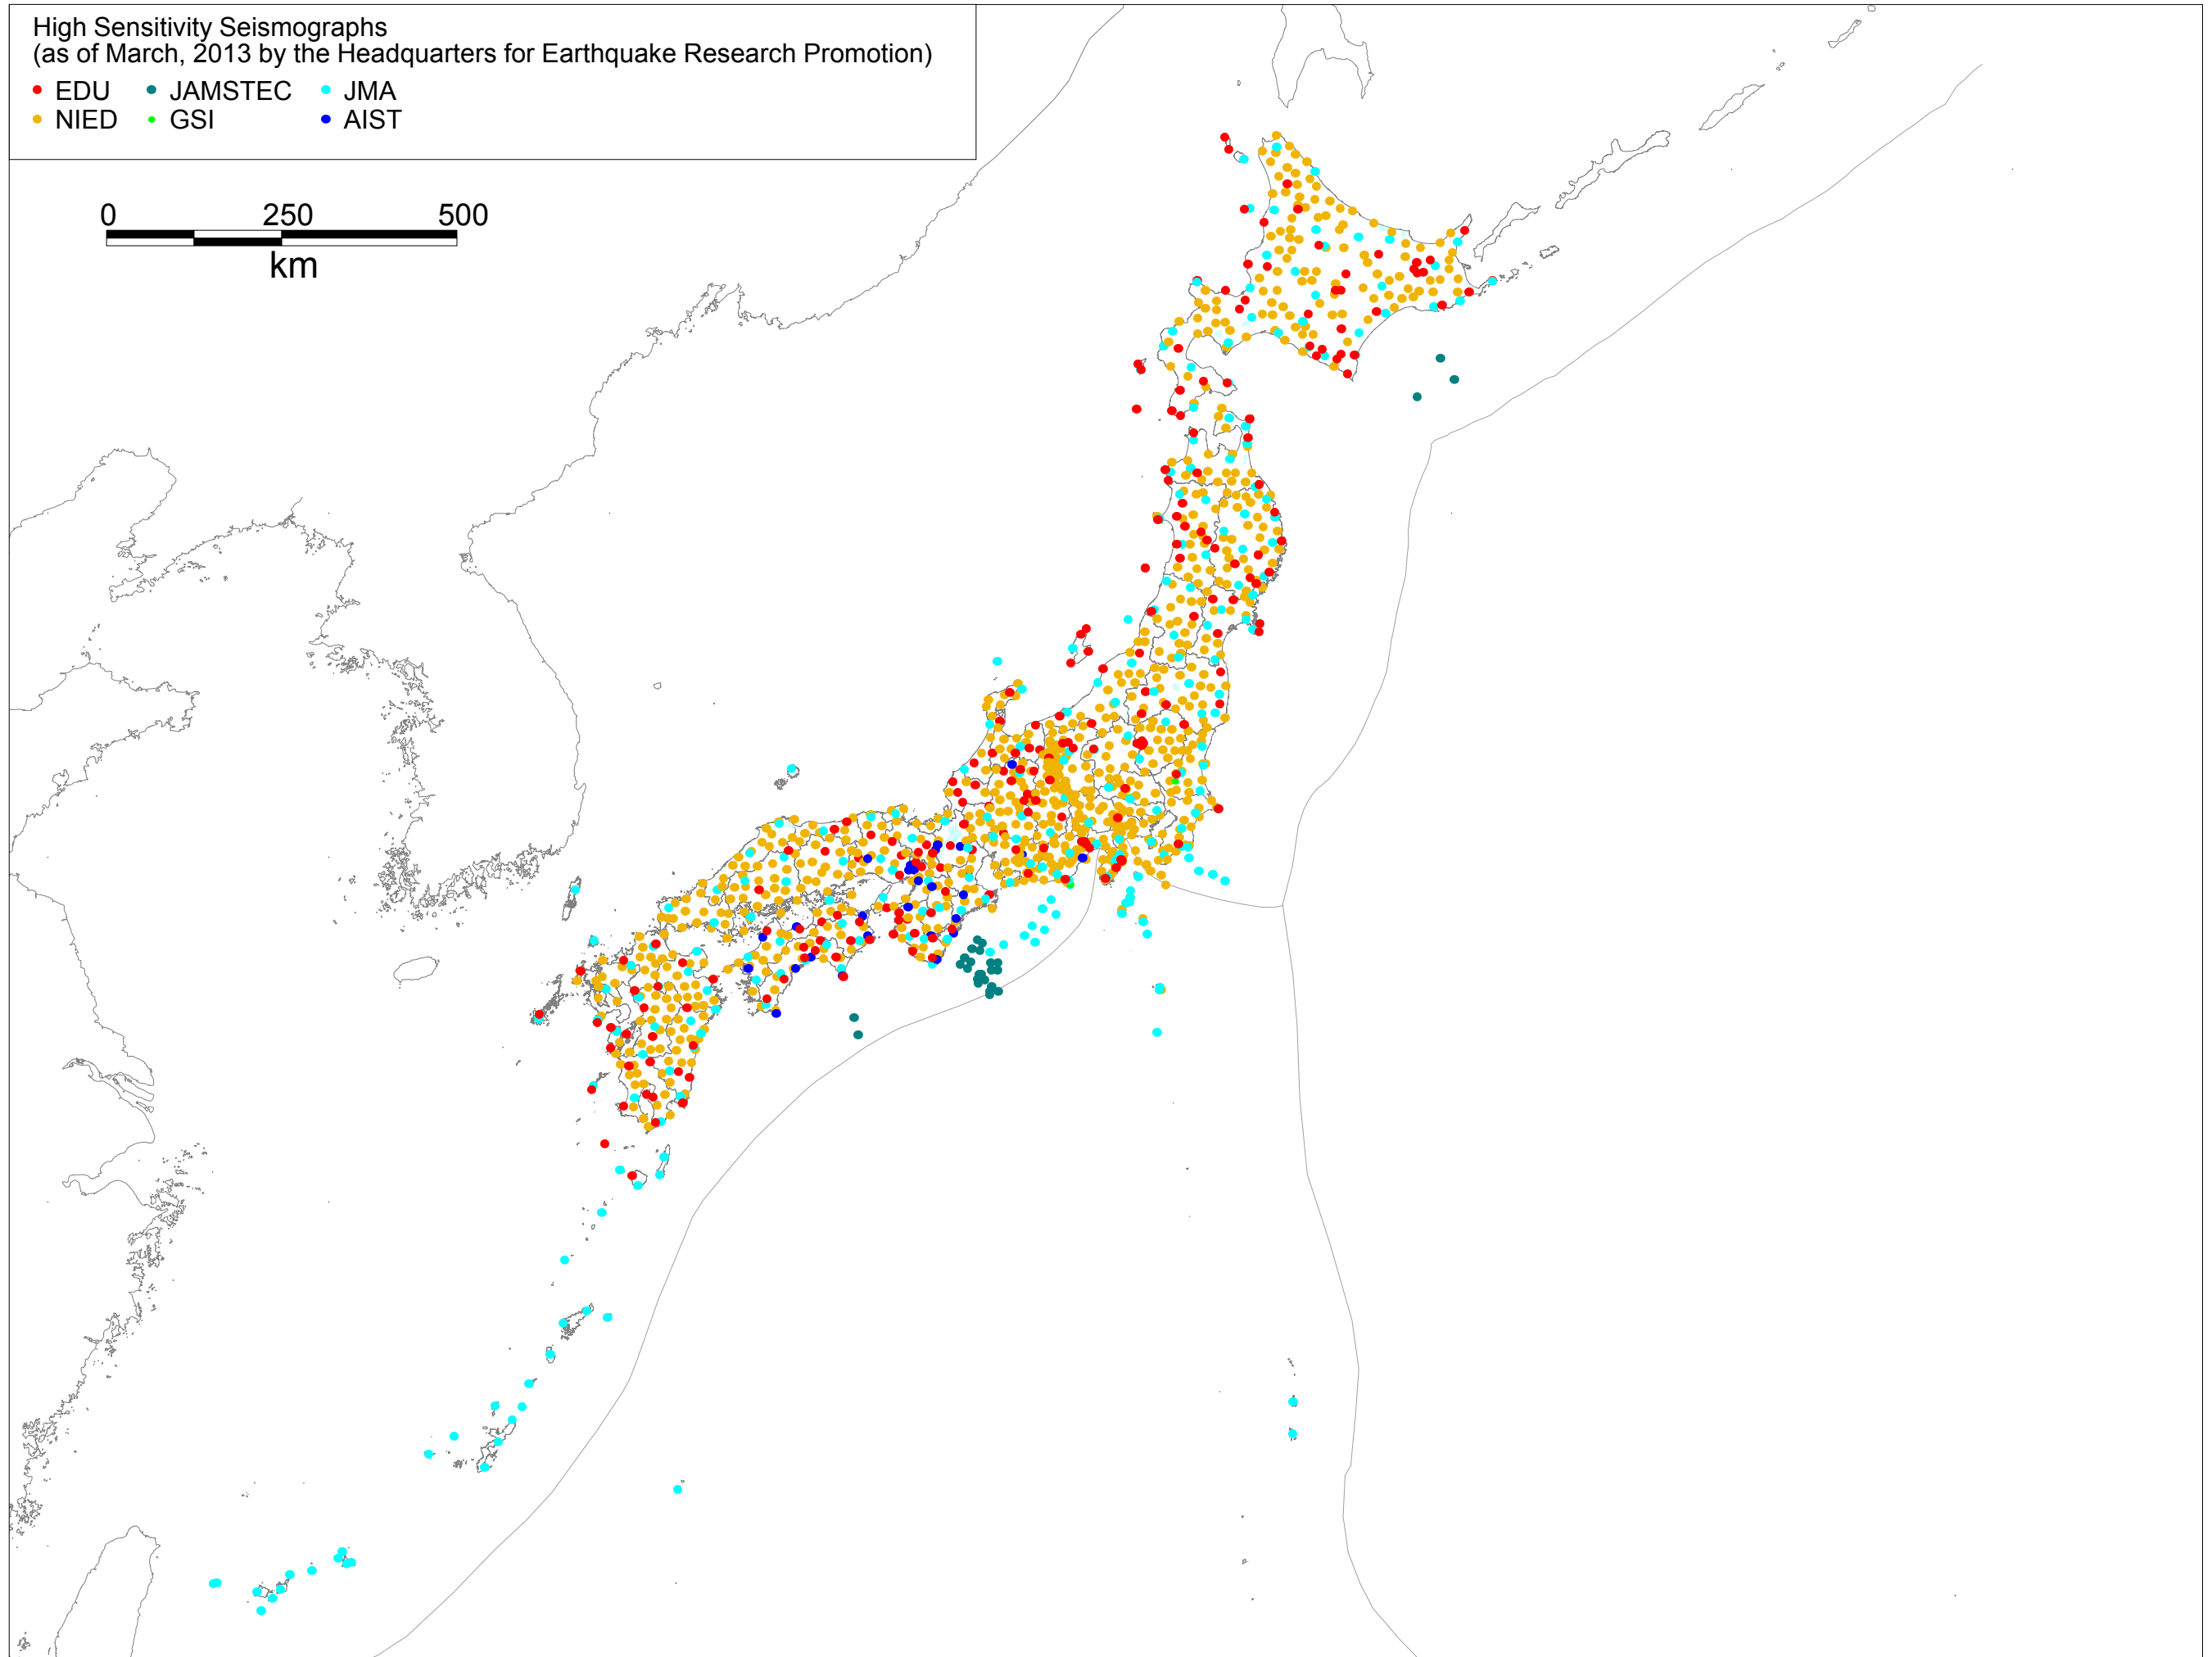 High Sensitivity Seismographs
(as of March, 2013 by the Headquarters for Earthquake Research Promotion)
EDU JAMSTEC JMA
NIED GSI AIST
0 250 500
km